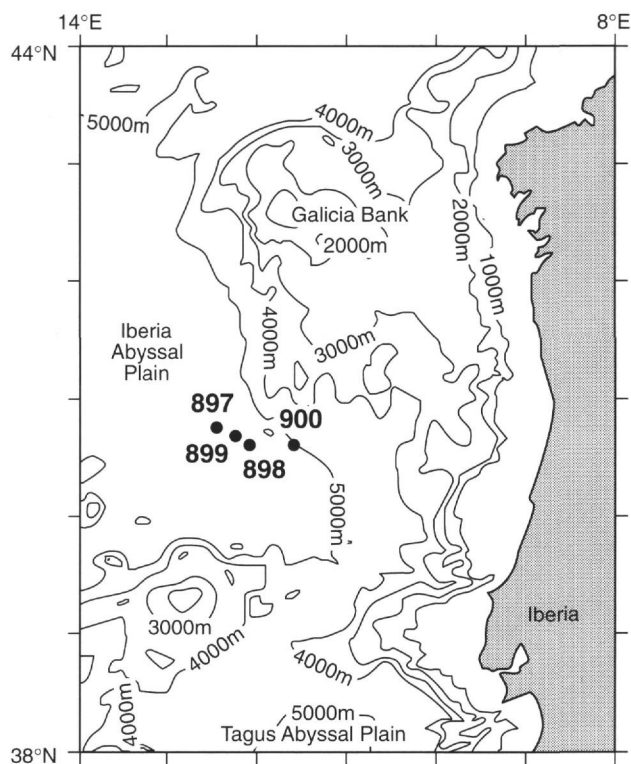 14°E
8°E
44°N
5000m
4000m
3000m
Galicia Bank
2000m
2000m
1000m
4000m
3000m
Iberia
Abyssal
Plain
897
900
899
898
5000m
3000m
4000m
4000m
Iberia
4000m
5000m
Tagus Abyssal Plain
38°N